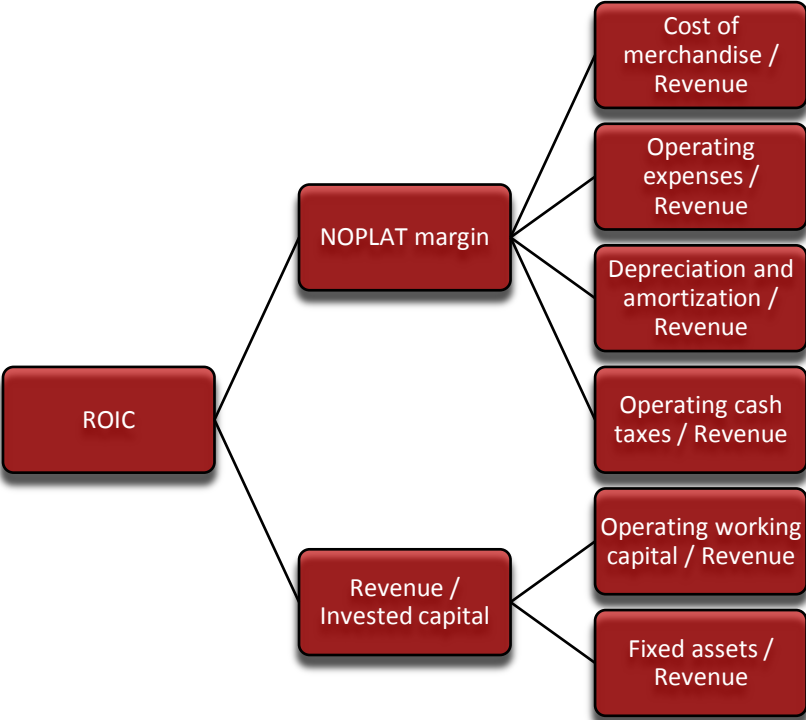 Cost of
merchandise /
Revenue
Operating
expenses /
Revenue
NOPLAT margin
Depreciation and
amortization /
Revenue
ROIC
Operating cash
taxes / Revenue
Operating working
capital / Revenue
Revenue /
Invested capital
Fixed assets /
Revenue